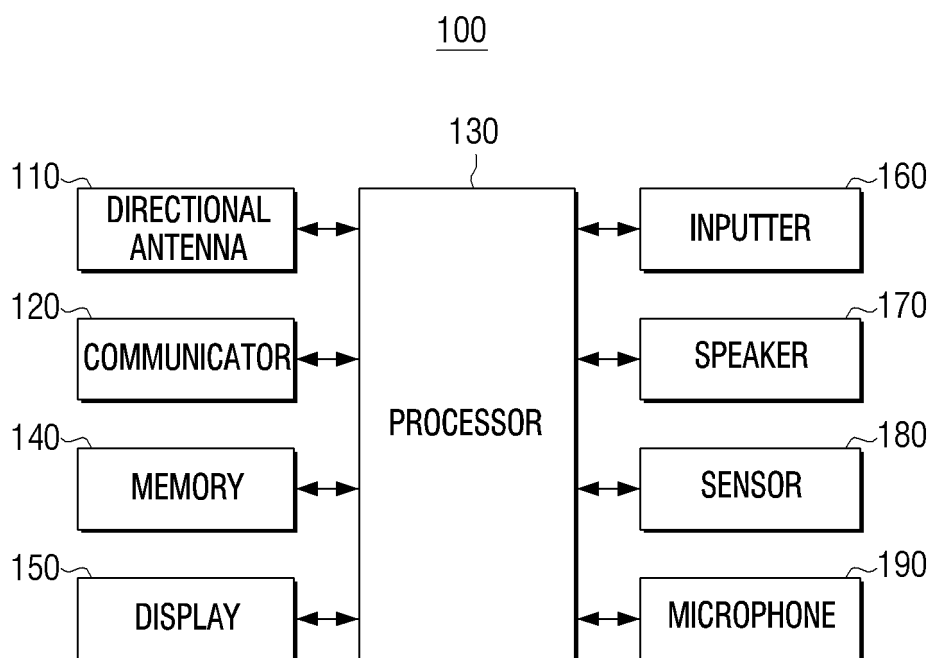 100
130
110
DIRECTIONAL
ANTENNA
160
INPUTTER
120
COMMUNICATOR
170
SPEAKER
PROCESSOR
140
MEMORY
180
SENSOR
150
DISPLAY
190
MICROPHONE